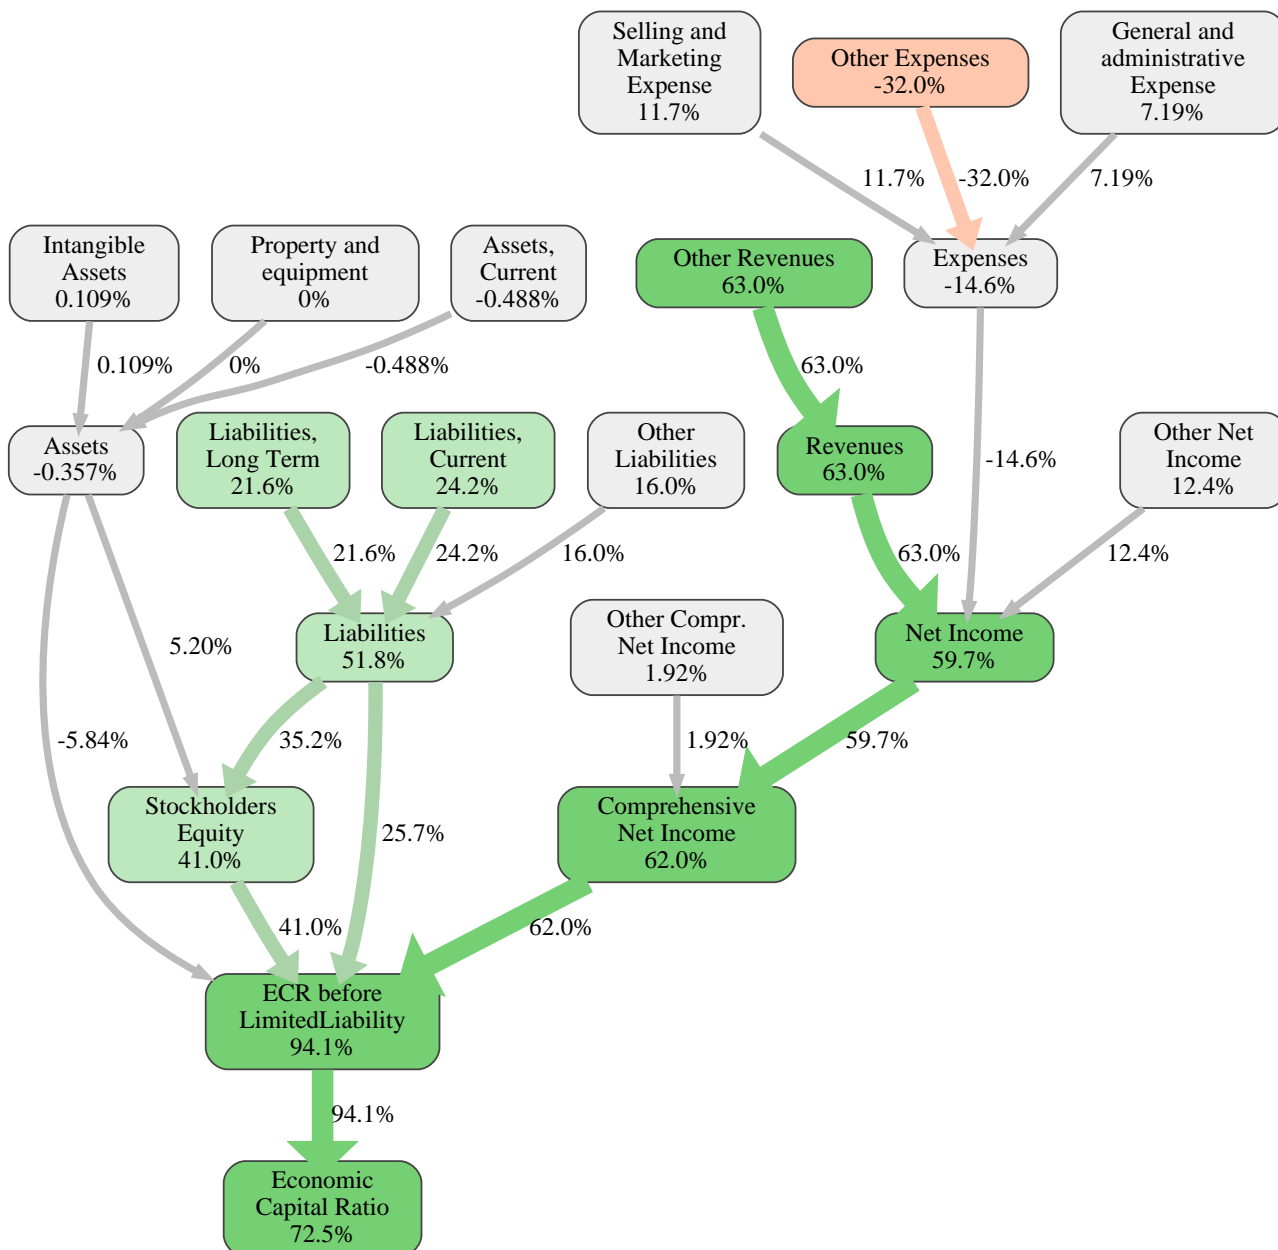 Selling and
Marketing
Expense
11.7%
Other Expenses
-32.0%
General and
administrative
Expense
7.19%
11.7%
-32.0%
7.19%
Intangible
Assets
0.109%
Property and
equipment
0%
Assets,
Current
-0.488%
Other Revenues
63.0%
Expenses
-14.6%
0.109%
0%
-0.488%
63.0%
Assets
-0.357%
Liabilities,
Long Term
21.6%
Liabilities,
Current
24.2%
Other
Liabilities
16.0%
Revenues
63.0%
-14.6%
Other Net
Income
12.4%
21.6%
24.2%
16.0%
63.0%
12.4%
5.20%
Liabilities
51.8%
Other Compr.
Net Income
1.92%
Net Income
59.7%
-5.84%
35.2%
1.92%
59.7%
Stockholders
Equity
41.0%
25.7%
Comprehensive
Net Income
62.0%
41.0%
62.0%
ECR before
LimitedLiability
94.1%
94.1%
Economic
Capital Ratio
72.5%